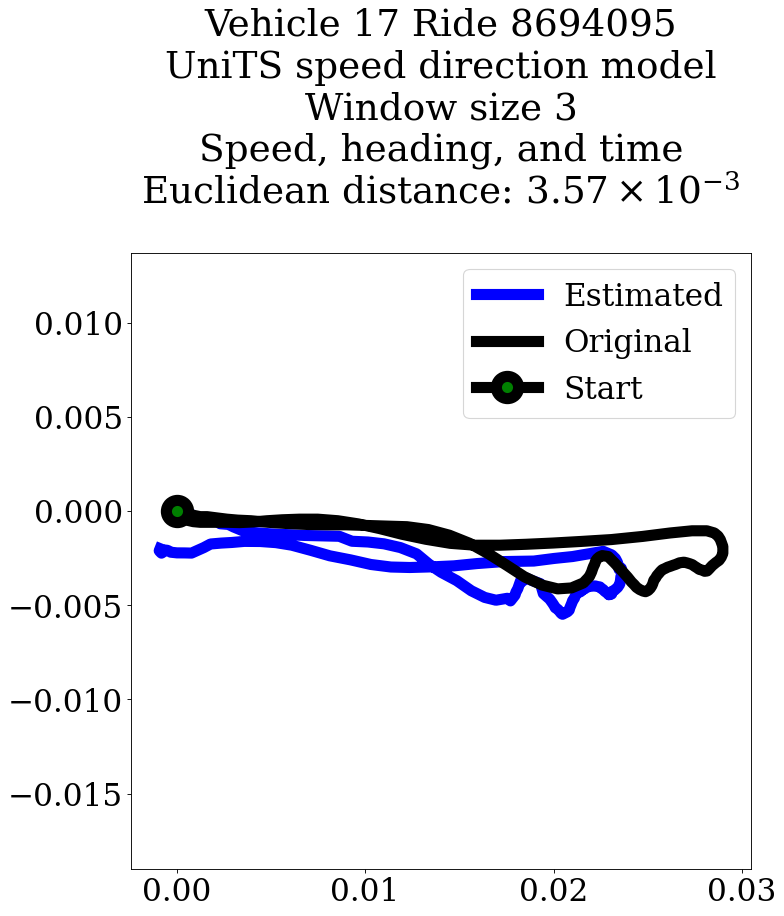 Vehicle 17 Ride 8694095
UniTS speed direction model
Window size 3
Speed, heading, and time
Euclidean distance: 3.57 × 10⁻³
Estimated
Original
Start
0.010
0.005
0.000
−0.005
−0.010
−0.015
0.00 0.01 0.02 0.03